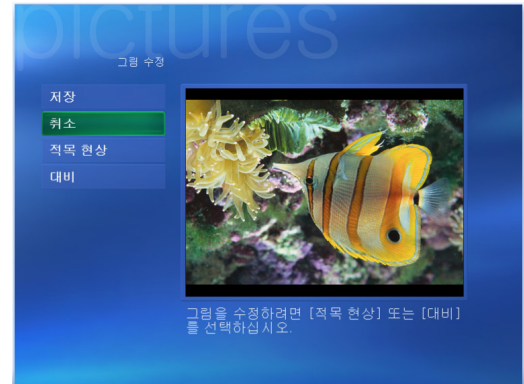 pictures
그림 수정
저장
취소
적목 현상
대비
그림을 수정하려면 [적목 현상] 또는 [대비]
를 선택하십시오.